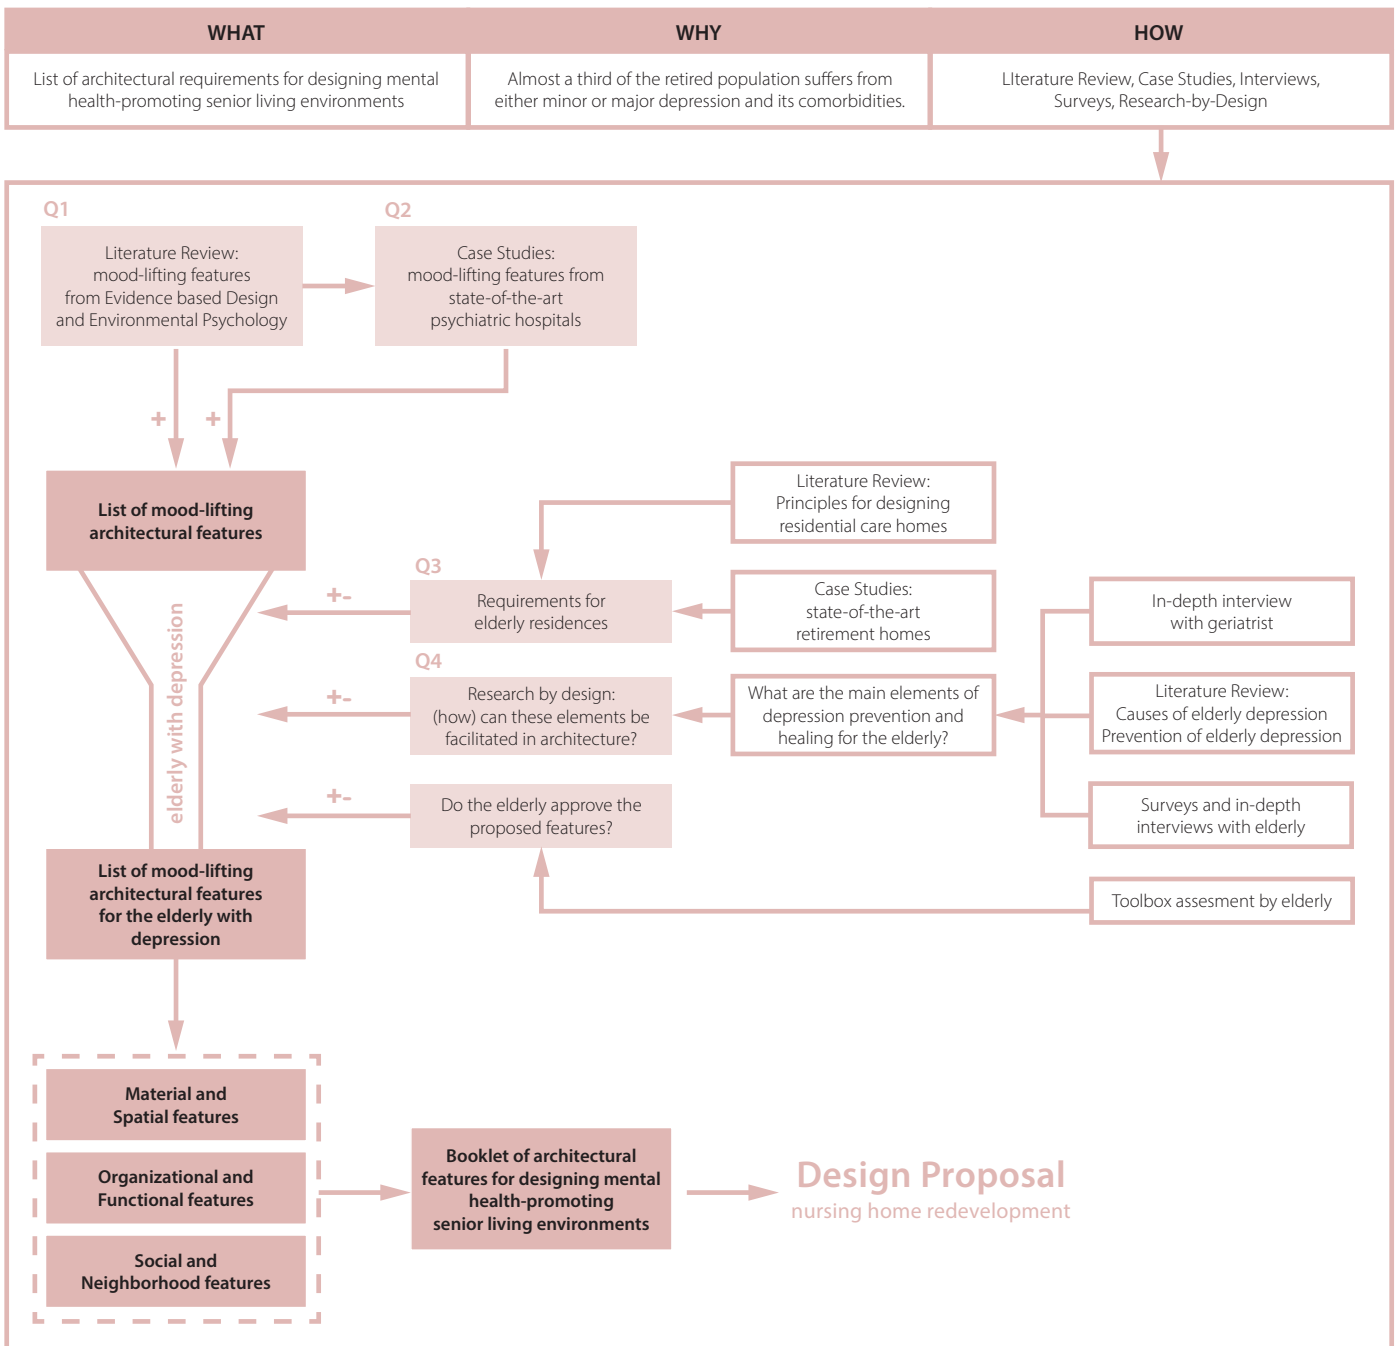 WHAT
List of architectural requirements for designing mental
health-promoting senior living environments
WHY
Almost a third of the retired population suffers from
either minor or major depression and its comorbidities.
HOW
LIterature Review, Case Studies, Interviews,
Surveys, Research-by-Design
Q1
Literature Review:
mood-lifting features
from Evidence based Design
and Environmental Psychology
Q2
Case Studies:
mood-lifting features from
state-of-the-art
psychiatric hospitals
+
+
List of mood-lifting
architectural features
Literature Review:
Principles for designing
residential care homes
Q3
Requirements for
elderly residences
+-
Case Studies:
state-of-the-art
retirement homes
In-depth interview
with geriatrist
elderly with depression
Q4
Research by design:
(how) can these elements be
facilitated in architecture?
+-
What are the main elements of
depression prevention and
healing for the elderly?
Literature Review:
Causes of elderly depression
Prevention of elderly depression
+-
Do the elderly approve the
proposed features?
Surveys and in-depth
interviews with elderly
Toolbox assesment by elderly
List of mood-lifting
architectural features
for the elderly with
depression
Material and
Spatial features
Organizational and
Functional features
Social and
Neighborhood features
Booklet of architectural
features for designing mental
health-promoting
senior living environments
Design Proposal
nursing home redevelopment